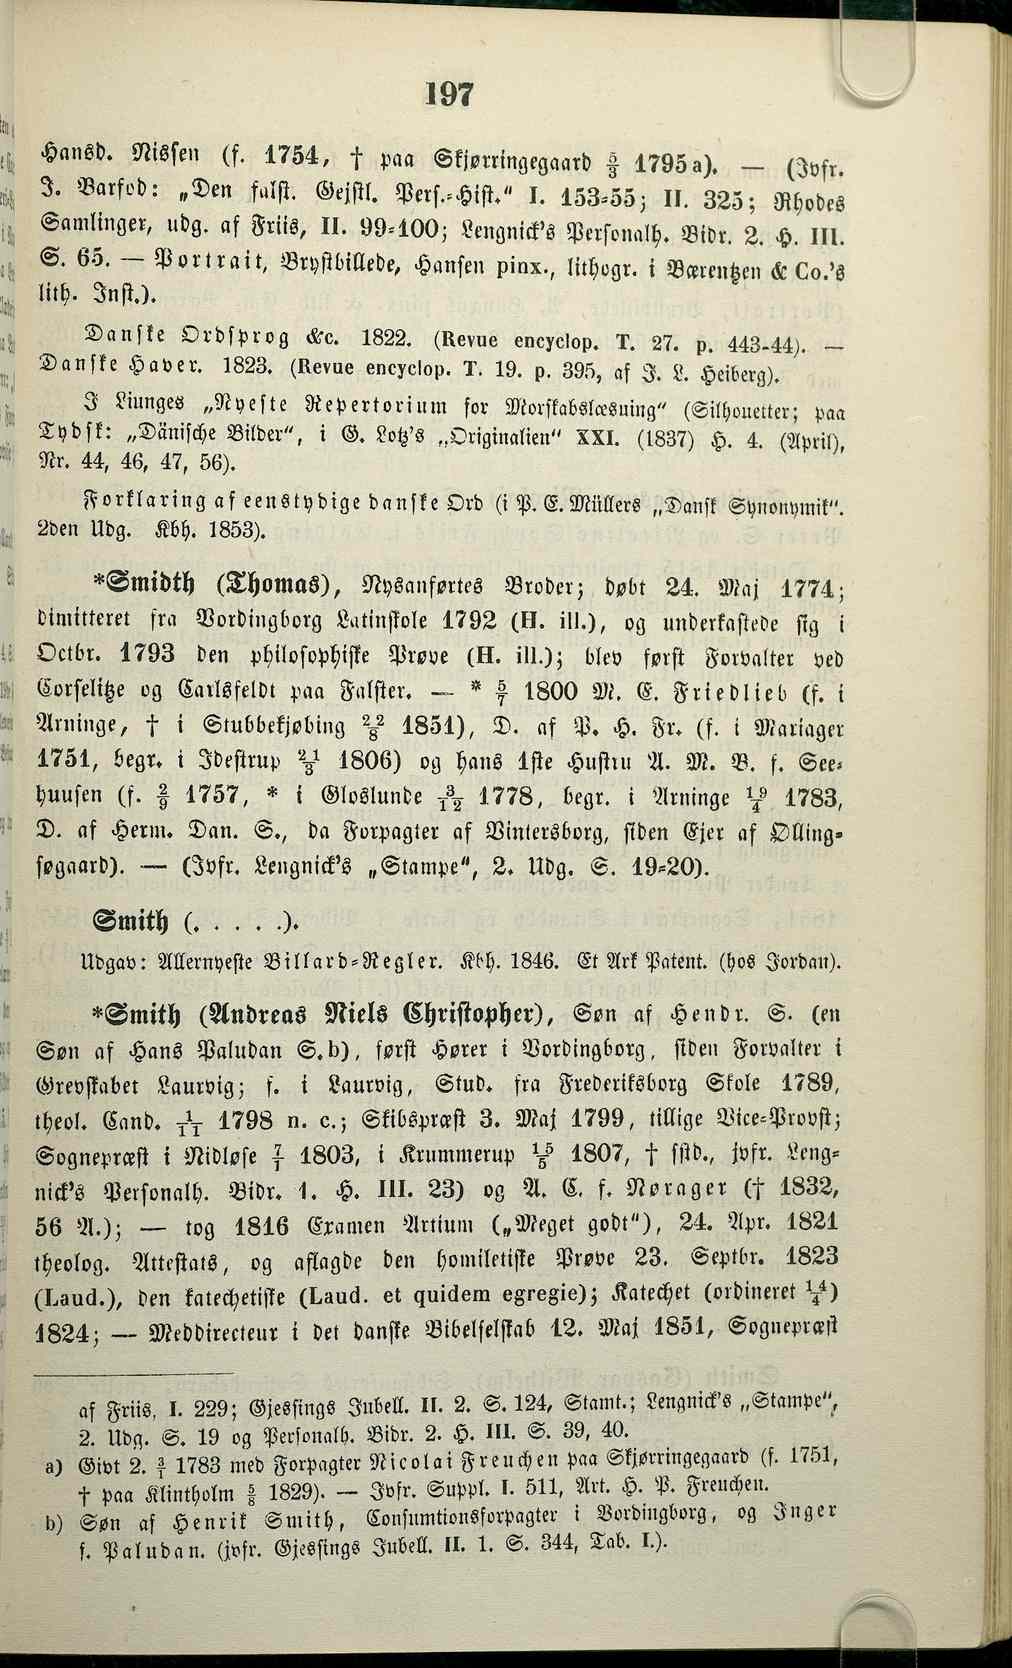 197
Hansd. Nissen (f. 1754, † paa Skjørringegaard 5/3 1795 a). — (Jvfr.
J. Barfod: „Den falst. Gejstl. Pers.-Hist.“ I. 153-55; II. 325; Rhodes
Samlinger, udg. af Friis, II. 99-100; Lengnick's Personalh. Bidr. 2. H. III.
S. 65. — Portrait, Brystbillede, Hansen pinx., lithogr. i Bærentzen & Co.'s
lith. Inst.).
Danske Ordsprog &c. 1822. (Revue encyclop. T. 27. p. 443-44). —
Danske Haver. 1823. (Revue encyclop. T. 19. p. 395, af J. L. Heiberg).
I Liunges „Nyeste Repertorium for Morskabslæsning“ (Silhouetter; paa
Tydsk: „Dänische Bilder“, i G. Lotz's „Originalien“ XXI. (1837) H. 4. (April),
Nr. 44, 46, 47, 56).
Forklaring af eenstydige danske Ord (i P. E. Müllers „Dansk Synonymik“.
2den Udg. Kbh. 1853).
*Smidth (Thomas), Nysanførtes Broder; døbt 24. Maj 1774;
dimitteret fra Vordingborg Latinskole 1792 (H. ill.), og underkastede sig i
Octbr. 1793 den philosophiske Prøve (H. ill.); blev først Forvalter ved
Corselitze og Carlsfeldt paa Falster. — * 5/7 1800 M. E. Friedlieb (f. i
Arninge, † i Stubbekjøbing 22/8 1851), D. af P. H. Fr. (f. i Mariager
1751, begr. i Idestrup 21/3 1806) og hans 1ste Hustru A. M. B. f. See-
huusen (f. 2/9 1757, * i Gloslunde 3/12 1778, begr. i Arninge 19/4 1783,
D. af Herm. Dan. S., da Forpagter af Vintersborg, siden Ejer af Olling-
søgaard). — (Jvfr. Lengnick's „Stampe“, 2. Udg. S. 19-20).
Smith (. . . . .).
Udgav: Allernyeste Billard-Regler. Kbh. 1846. Et Ark Patent. (hos Jordan).
*Smith (Andreas Niels Christopher), Søn af Hendr. S. (en
Søn af Hans Paludan S. b), først Hører i Vordingborg, siden Forvalter i
Grevskabet Laurvig; f. i Laurvig, Stud. fra Frederiksborg Skole 1789,
theol. Cand. 1/11 1798 n. c.; Skibspræst 3. Maj 1799, tillige Vice-Provst;
Sognepræst i Nidløse 7/1 1803, i Krummerup 15/5 1807, † sstd., jvfr. Leng-
nick's Personalh. Bidr. 1. H. III. 23) og A. C. f. Nørager († 1832,
56 A.); — tog 1816 Examen Artium („Meget godt“), 24. Apr. 1821
theolog. Attestats, og aflagde den homiletiske Prøve 23. Septbr. 1823
(Laud.), den katechetiske (Laud. et quidem egregie); Katechet (ordineret 14/4)
1824; — Meddirecteur i det danske Bibelselskab 12. Maj 1851, Sognepræst
af Friis, I. 229; Gjessings Jubell. II. 2. S. 124, Stamt.; Lengnick's „Stampe“,
2. Udg. S. 19 og Personalh. Bidr. 2. H. III. S. 39, 40.
a) Givt 2. 3/1 1783 med Forpagter Nicolai Freuchen paa Skjørringegaard (f. 1751,
† paa Klintholm 5/8 1829). — Jvfr. Suppl. I. 511, Art. H. P. Freuchen.
b) Søn af Henrik Smith, Consumtionsforpagter i Vordingborg, og Inger
f. Paludan. (jvfr. Gjessings Jubell. II. 1. S. 344, Tab. I.).